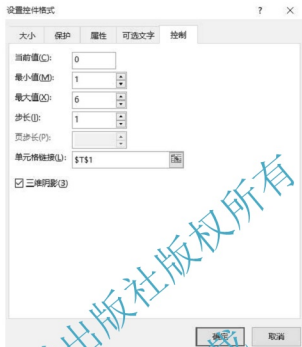 设置控件格式 ? ×
大小 保护 属性 可选文字 控制
当前值(C): 0
最小值(M): 1
最大值(X): 6
步长(I): 1
页步长(P):
单元格链接(L): $T$1
☑ 三维阴影(3)
出版社版权所有
确定 取消